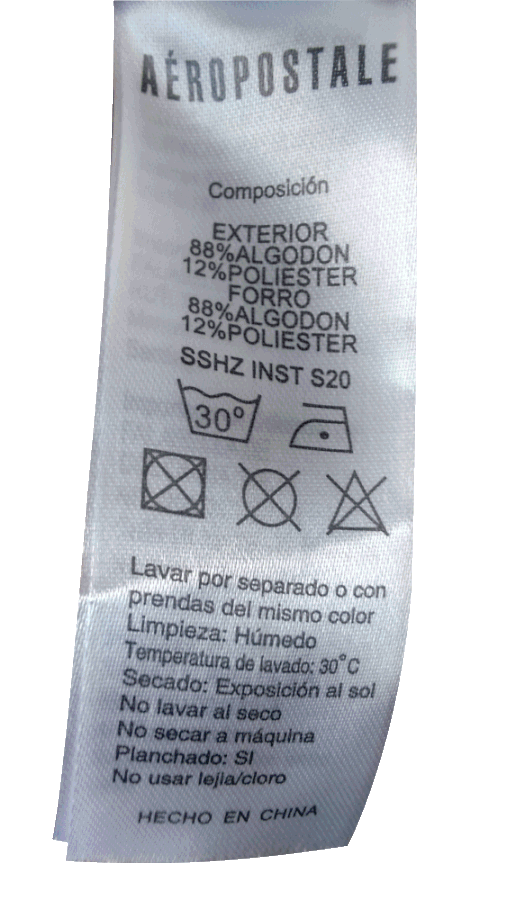 AÉROPOSTALE
Composición
EXTERIOR
88%ALGODON
12%POLIESTER
FORRO
88%ALGODON
12%POLIESTER
SSHZ INST S20
30°
Lavar por separado o con
prendas del mismo color
Limpieza: Húmedo
Temperatura de lavado: 30°C
Secado: Exposición al sol
No lavar al seco
No secar a máquina
Planchado: SI
No usar lejia/cloro
HECHO EN CHINA